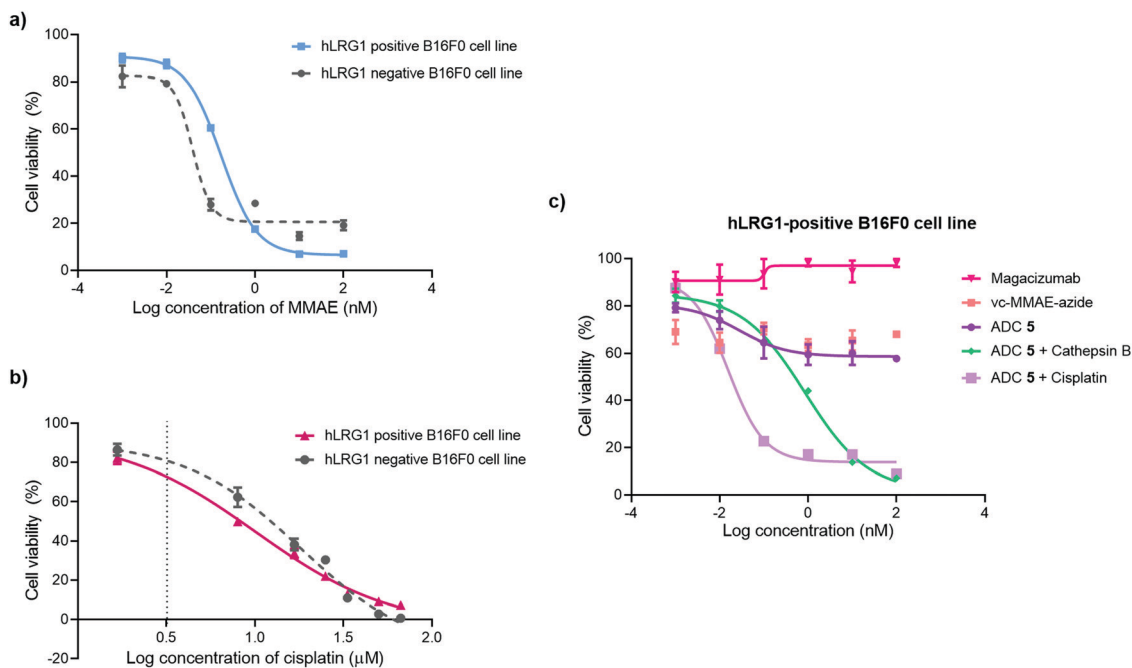 a)
100
80
60
40
20
0
-4
-2
0
2
4
Cell viability (%)
Log concentration of MMAE (nM)
hLRG1 positive B16F0 cell line
hLRG1 negative B16F0 cell line
b)
100
80
60
40
20
0
-20
0.5
1.0
1.5
2.0
Cell viability (%)
Log concentration of cisplatin (μM)
hLRG1 positive B16F0 cell line
hLRG1 negative B16F0 cell line
c)
hLRG1-positive B16F0 cell line
100
80
60
40
20
0
-4
-2
0
2
4
Cell viability (%)
Log concentration (nM)
Magacizumab
vc-MMAE-azide
ADC 5
ADC 5 + Cathepsin B
ADC 5 + Cisplatin